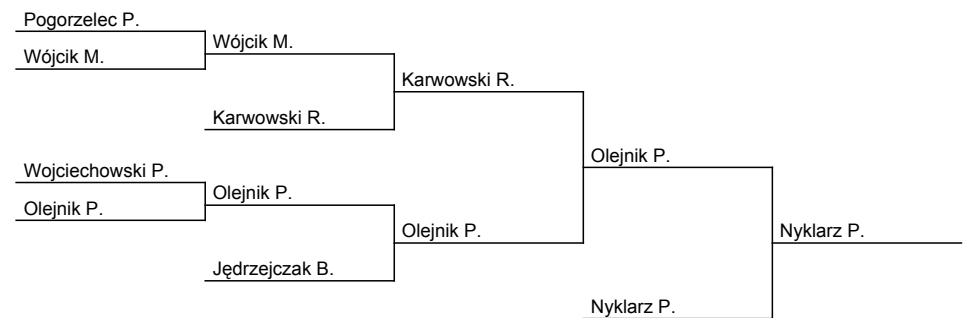 Pogorzelec P.
Wójcik M.
Wójcik M.
Karwowski R.
Karwowski R.
Wojciechowski P.
Olejnik P.
Olejnik P.
Olejnik P.
Olejnik P.
Nyklarz P.
Jędrzejczak B.
Nyklarz P.